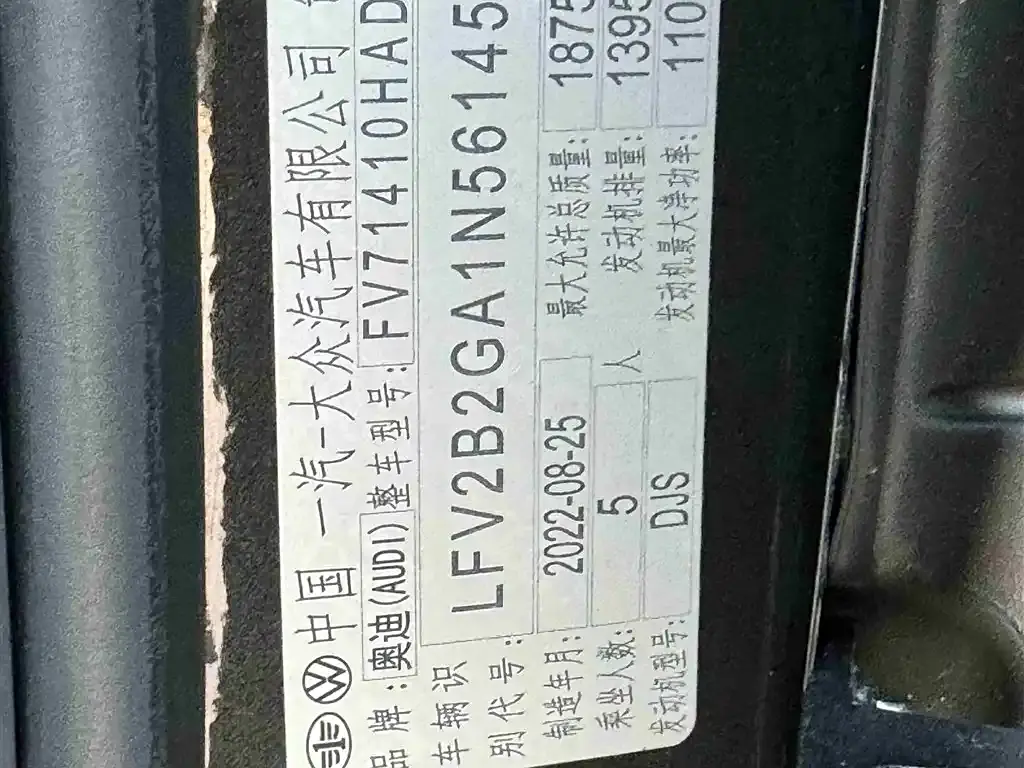 中国 一汽-大众汽车有限公司
品牌: 奥迪(AUDI) 整车型号: FV71410HAD
车辆识别代号: LFV2B2GA1N56145
制造年月: 2022-08-25 最大允许总质量: 1875
乘坐人数: 5 人 发动机排量: 1395
发动机型号: DJS 发动机最大净功率: 110